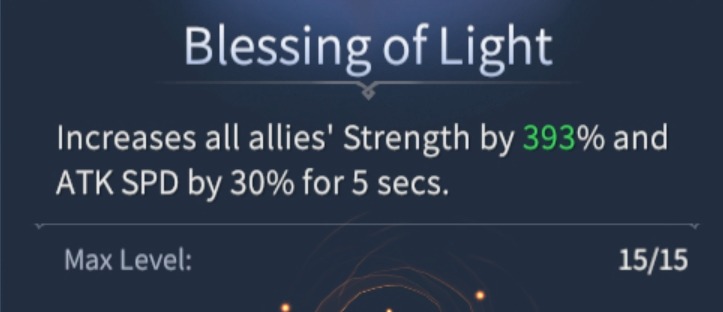 Blessing of Light
Increases all allies' Strength by 393% and
ATK SPD by 30% for 5 secs.
Max Level: 15/15